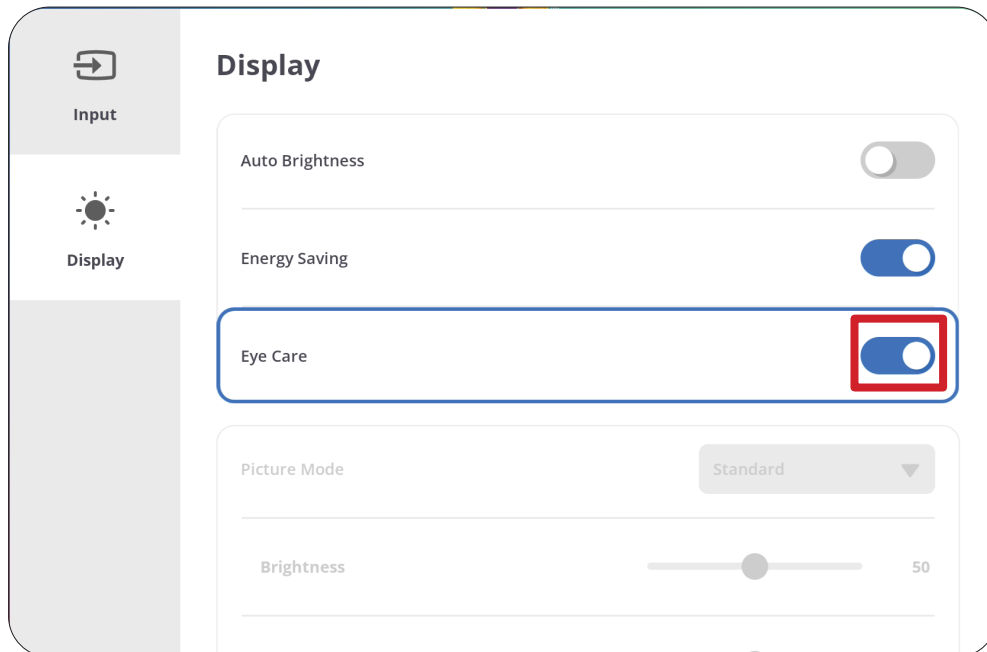 Input
Display
Display
Auto Brightness
Energy Saving
Eye Care
Picture Mode Standard
Brightness 50